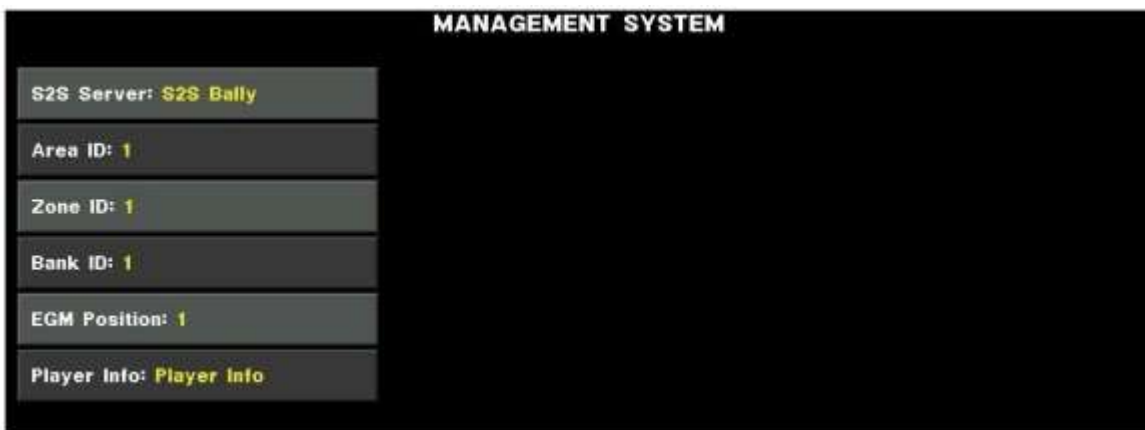 MANAGEMENT SYSTEM
S2S Server: S2S Bally
Area ID: 1
Zone ID: 1
Bank ID: 1
EGM Position: 1
Player Info: Player Info